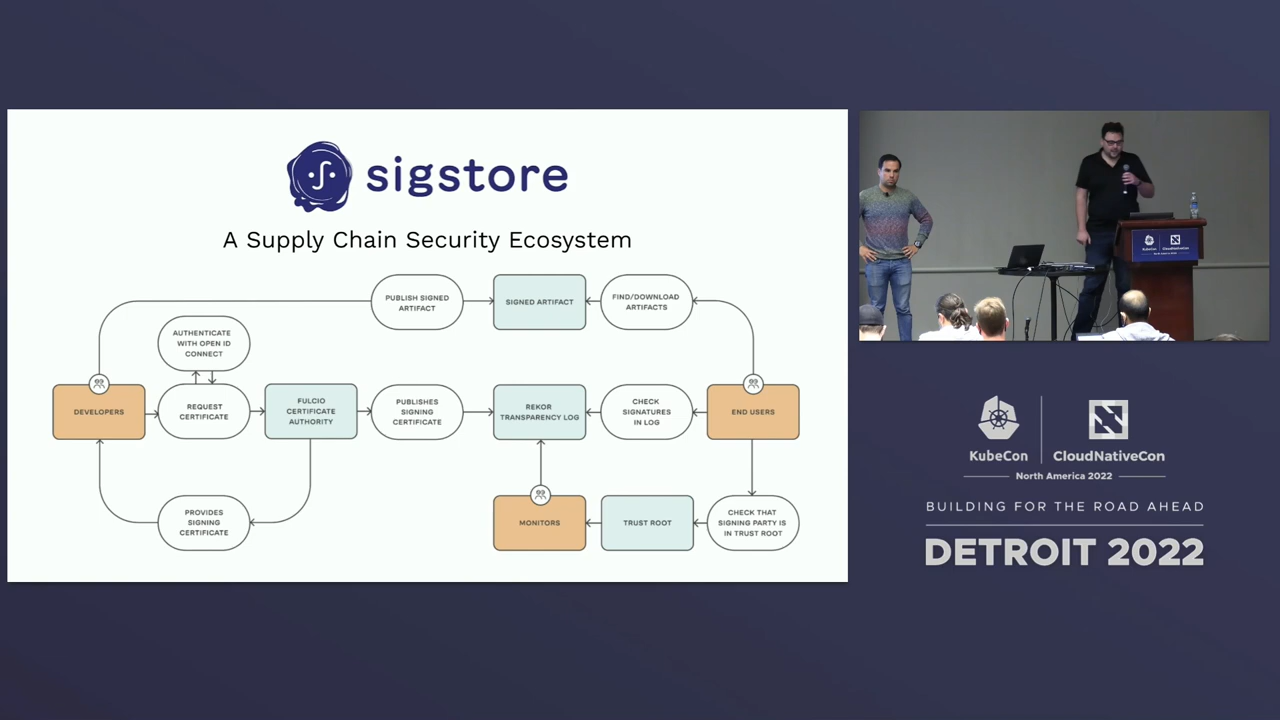 sigstore
A Supply Chain Security Ecosystem
PUBLISH SIGNED
ARTIFACT
SIGNED ARTIFACT
FIND/DOWNLOAD
ARTIFACTS
AUTHENTICATE
WITH OPEN ID
CONNECT
DEVELOPERS
REQUEST
CERTIFICATE
FULCIO
CERTIFICATE
AUTHORITY
PUBLISHES
SIGNING
CERTIFICATE
REKOR
TRANSPARENCY LOG
CHECK
SIGNATURES
IN LOG
END USERS
PROVIDES
SIGNING
CERTIFICATE
MONITORS
TRUST ROOT
CHECK THAT
SIGNING PARTY IS
IN TRUST ROOT
KubeCon
CloudNativeCon
North America 2022
BUILDING FOR THE ROAD AHEAD
DETROIT 2022